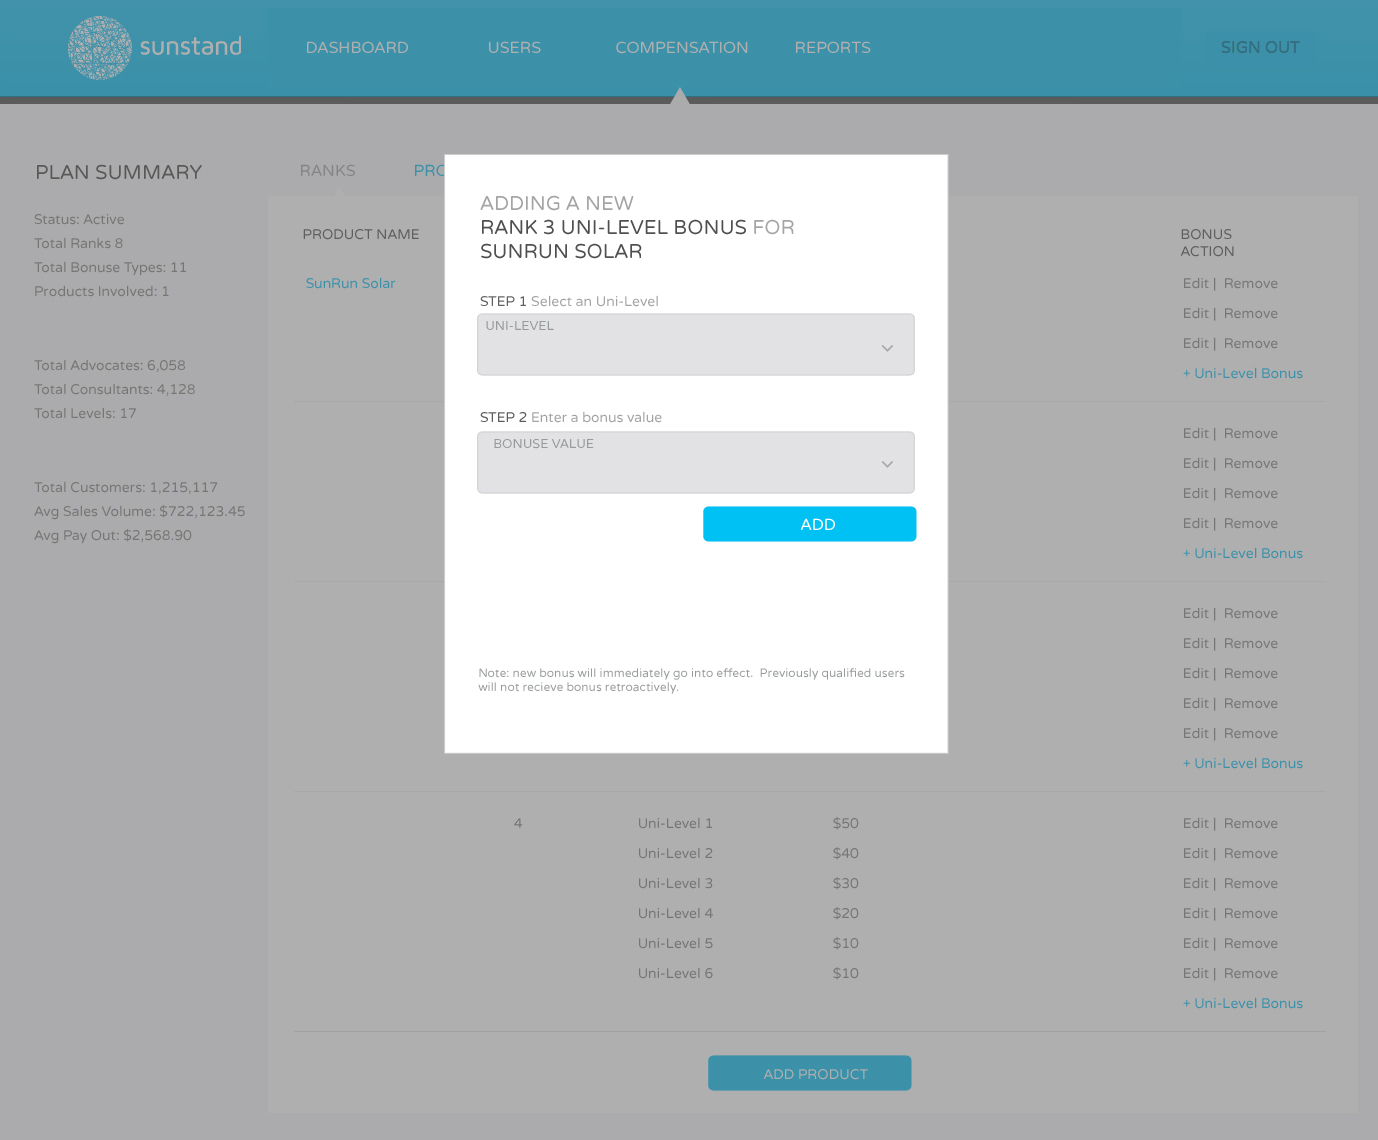 sunstand
DASHBOARD
USERS
COMPENSATION
REPORTS
SIGN OUT
PLAN SUMMARY
Status: Active
Total Ranks 8
Total Bonuse Types: 11
Products Involved: 1
Total Advocates: 6,058
Total Consultants: 4,128
Total Levels: 17
Total Customers: 1,215,117
Avg Sales Volume: $722,123.45
Avg Pay Out: $2,568.90
RANKS
PRODUCT NAME
BONUS
ACTION
SunRun Solar
Edit | Remove
Edit | Remove
Edit | Remove
+ Uni-Level Bonus
Edit | Remove
Edit | Remove
Edit | Remove
Edit | Remove
+ Uni-Level Bonus
Edit | Remove
Edit | Remove
Edit | Remove
Edit | Remove
Edit | Remove
+ Uni-Level Bonus
4 Uni-Level 1 $50 Edit | Remove
Uni-Level 2 $40 Edit | Remove
Uni-Level 3 $30 Edit | Remove
Uni-Level 4 $20 Edit | Remove
Uni-Level 5 $10 Edit | Remove
Uni-Level 6 $10 Edit | Remove
+ Uni-Level Bonus
ADD PRODUCT
ADDING A NEW
RANK 3 UNI-LEVEL BONUS FOR
SUNRUN SOLAR
STEP 1 Select an Uni-Level
UNI-LEVEL
STEP 2 Enter a bonus value
BONUSE VALUE
ADD
Note: new bonus will immediately go into effect. Previously qualified users
will not recieve bonus retroactively.